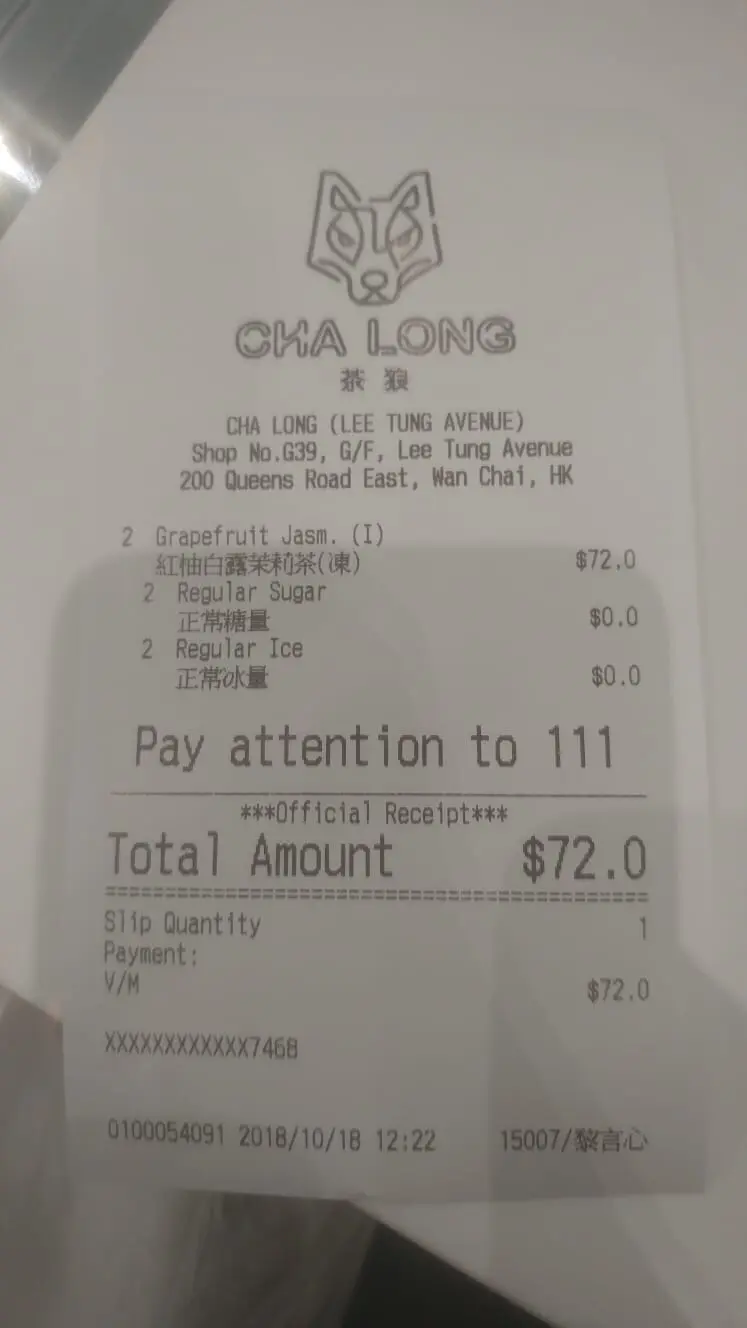 CHA LONG
茶 狼
CHA LONG (LEE TUNG AVENUE)
Shop No.G39, G/F, Lee Tung Avenue
200 Queens Road East, Wan Chai, HK
2 Grapefruit Jasm. (I)
紅柚白露茉莉茶(凍) $72.0
2 Regular Sugar
正常糖量 $0.0
2 Regular Ice
正常冰量 $0.0
Pay attention to 111
***Official Receipt***
Total Amount $72.0
==================================================
Slip Quantity 1
Payment:
V/M $72.0
XXXXXXXXXXXX7468
0100054091 2018/10/18 12:22 15007/黎言心